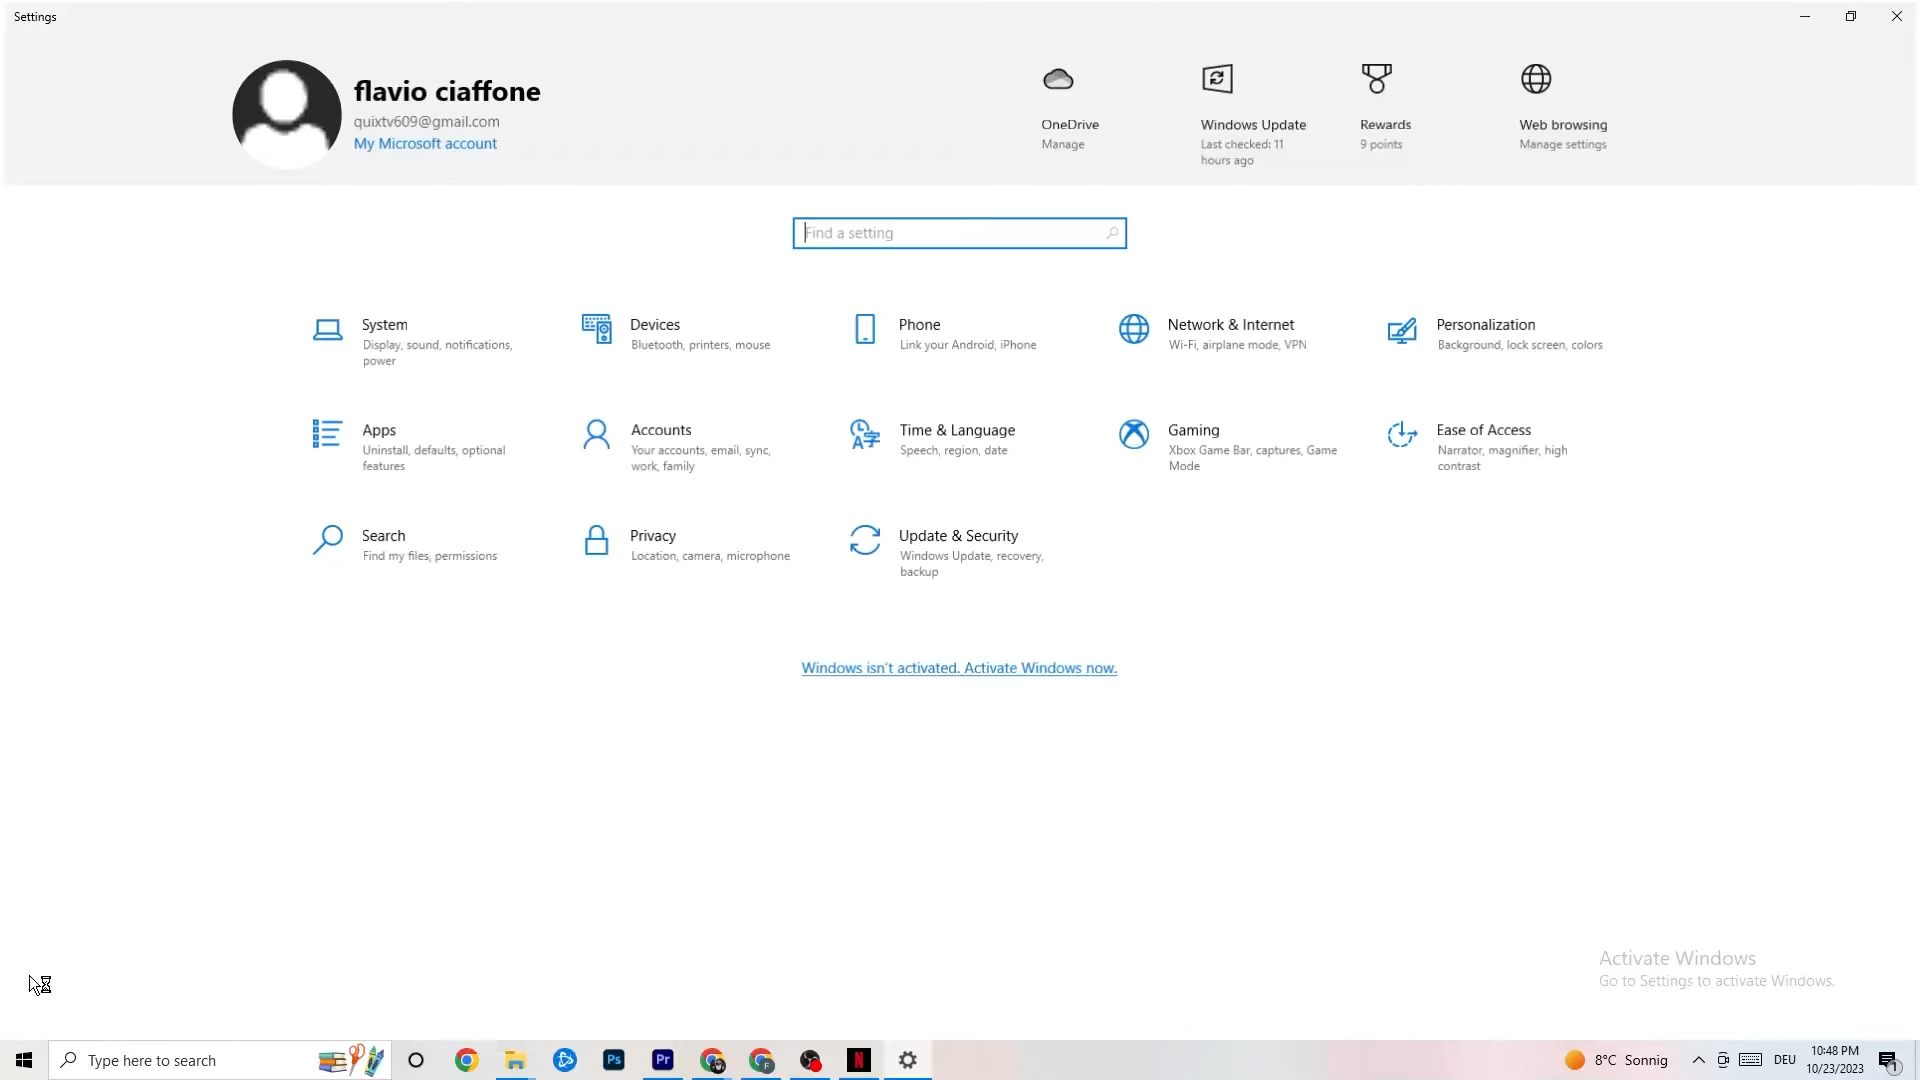 Settings
flavio ciaffone
quixtv609@gmail.com
My Microsoft account
OneDrive
Manage
Windows Update
Last checked: 11
hours ago
Rewards
9 points
Web browsing
Manage settings
Find a setting
System
Display, sound, notifications,
power
Devices
Bluetooth, printers, mouse
Phone
Link your Android, iPhone
Network & Internet
Wi-Fi, airplane mode, VPN
Personalization
Background, lock screen, colors
Apps
Uninstall, defaults, optional
features
Accounts
Your accounts, email, sync,
work, family
Time & Language
Speech, region, date
Gaming
Xbox Game Bar, captures, Game
Mode
Ease of Access
Narrator, magnifier, high
contrast
Search
Find my files, permissions
Privacy
Location, camera, microphone
Update & Security
Windows Update, recovery,
backup
Windows isn't activated. Activate Windows now.
Activate Windows
Go to Settings to activate Windows.
Type here to search
Ps
Pr
F
N
8°C Sonnig
DEU
10:48 PM
10/23/2023
1